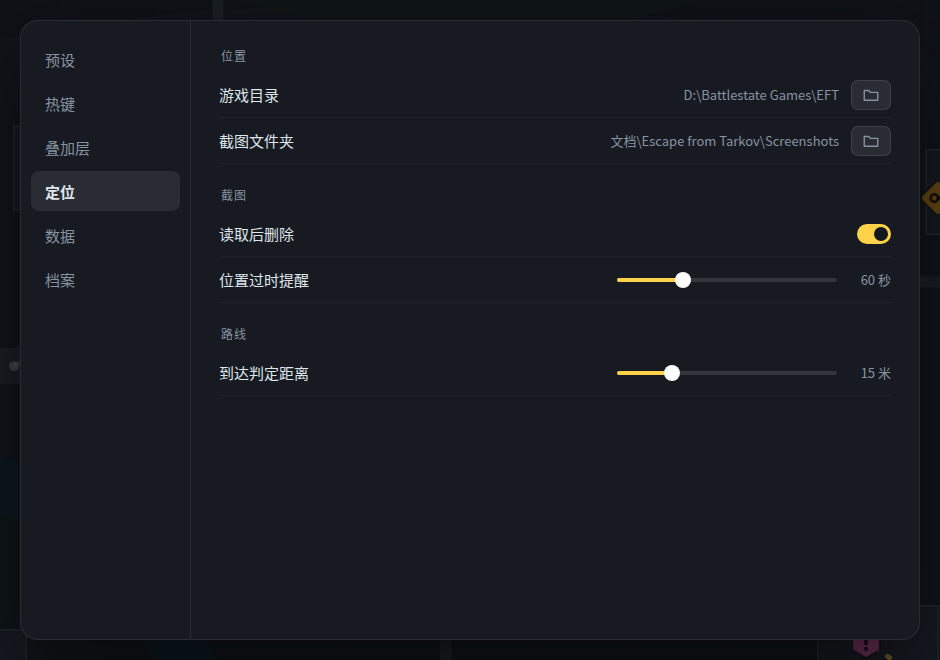 预设
热键
叠加层
定位
数据
档案
位置
游戏目录 D:\Battlestate Games\EFT
截图文件夹 文档\Escape from Tarkov\Screenshots
截图
读取后删除
位置过时提醒 60 秒
路线
到达判定距离 15 米